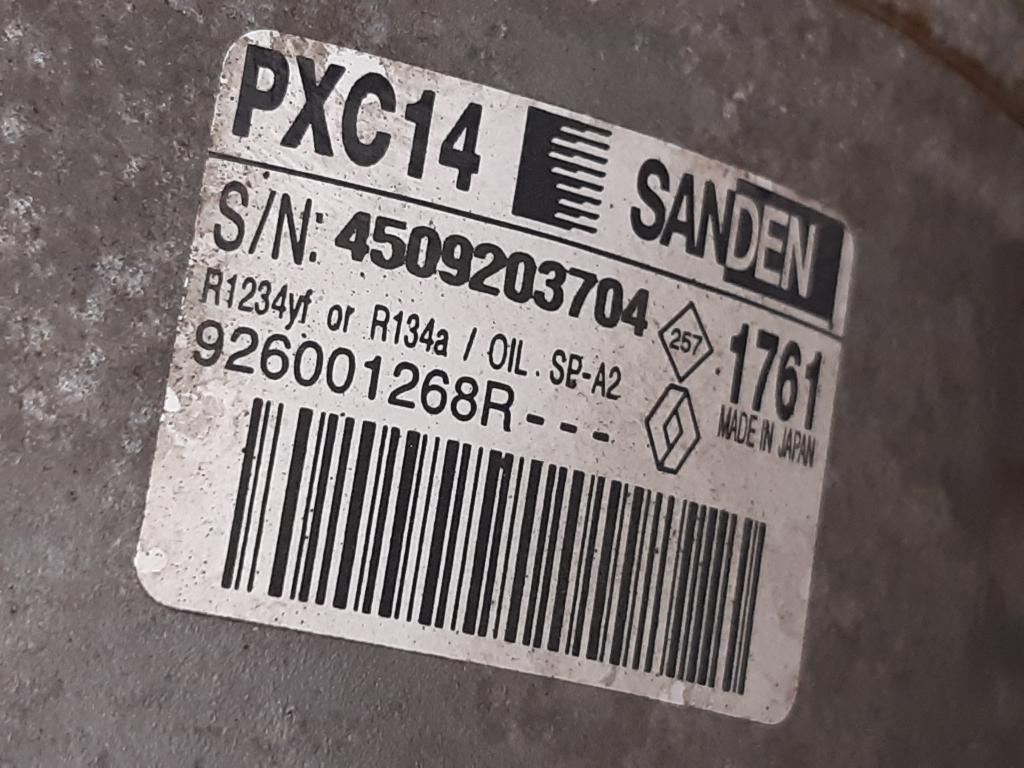 PXC14 SANDEN
S/N: 4509203704 257 1761
R1234yf or R134a / OIL. SP-A2
MADE IN JAPAN
926001268R---